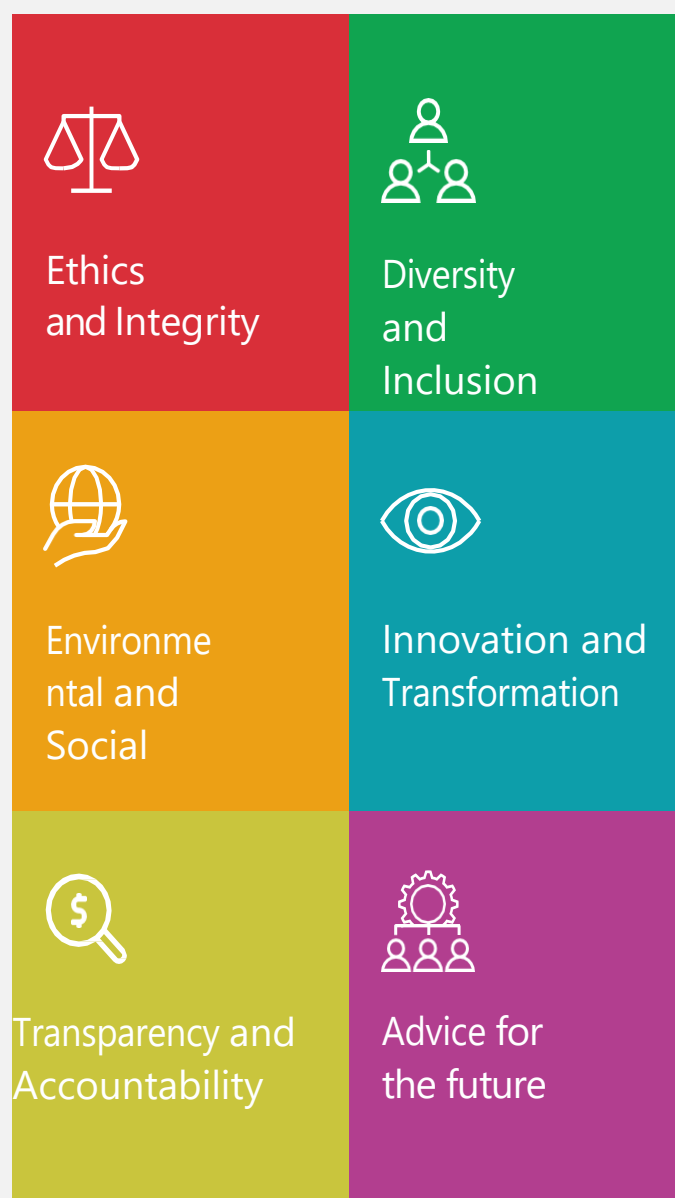 Ethics
and Integrity
Diversity
and
Inclusion
Environme
ntal and
Social
Innovation and
Transformation
$
Transparency and
Accountability
Advice for
the future